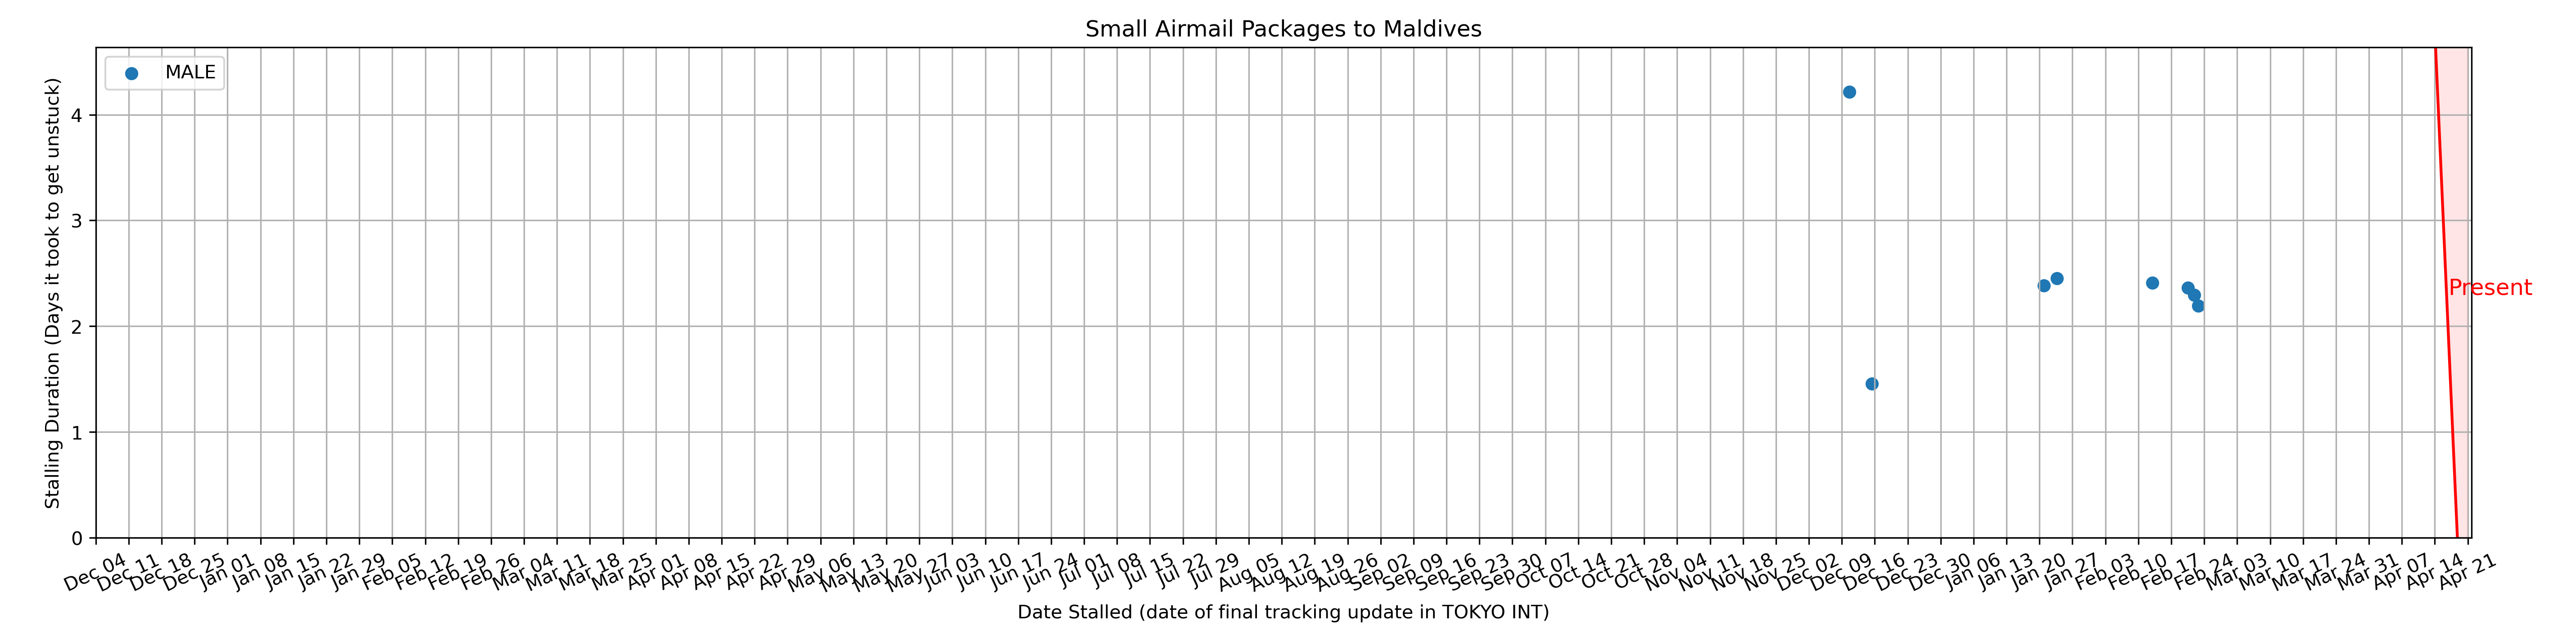 Small Airmail Packages to Maldives
MALE
Stalling Duration (Days it took to get unstuck)
4
3
2
1
0
Present
Dec 04 Dec 11 Dec 18 Dec 25 Jan 01 Jan 08 Jan 15 Jan 22 Jan 29 Feb 05 Feb 12 Feb 19 Feb 26 Mar 04 Mar 11 Mar 18 Mar 25 Apr 01 Apr 08 Apr 15 Apr 22 Apr 29 May 06 May 13 May 20 May 27 Jun 03 Jun 10 Jun 17 Jun 24 Jul 01 Jul 08 Jul 15 Jul 22 Jul 29 Aug 05 Aug 12 Aug 19 Aug 26 Sep 02 Sep 09 Sep 16 Sep 23 Sep 30 Oct 07 Oct 14 Oct 21 Oct 28 Nov 04 Nov 11 Nov 18 Nov 25 Dec 02 Dec 09 Dec 16 Dec 23 Dec 30 Jan 06 Jan 13 Jan 20 Jan 27 Feb 03 Feb 10 Feb 17 Feb 24 Mar 03 Mar 10 Mar 17 Mar 24 Mar 31 Apr 07 Apr 14 Apr 21
Date Stalled (date of final tracking update in TOKYO INT)